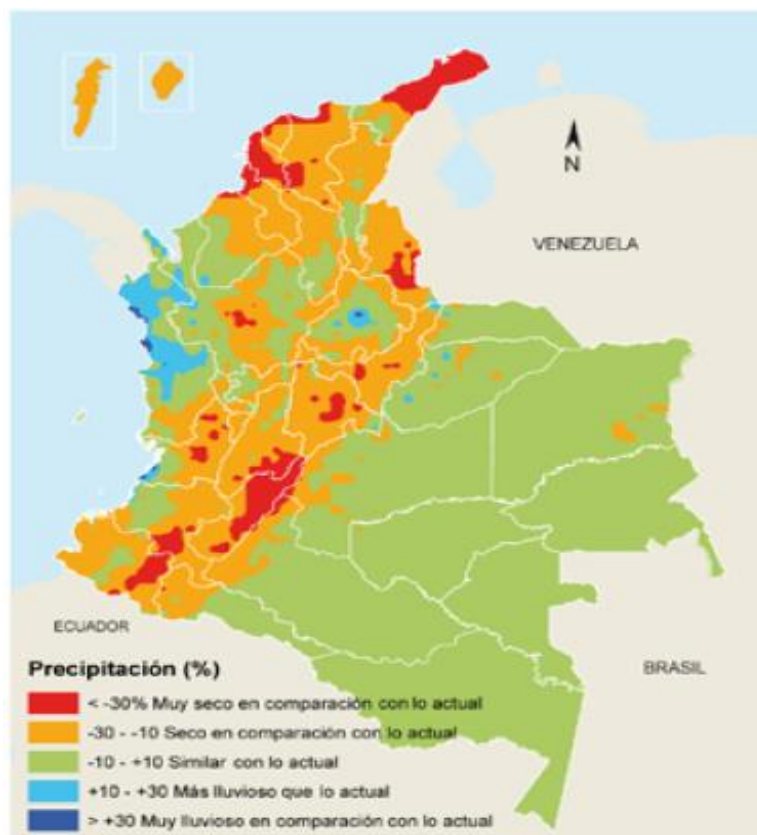 N
VENEZUELA
ECUADOR
BRASIL
Precipitación (%)
< -30% Muy seco en comparación con lo actual
-30 - -10 Seco en comparación con lo actual
-10 - +10 Similar con lo actual
+10 - +30 Más lluvioso que lo actual
> +30 Muy lluvioso en comparación con lo actual